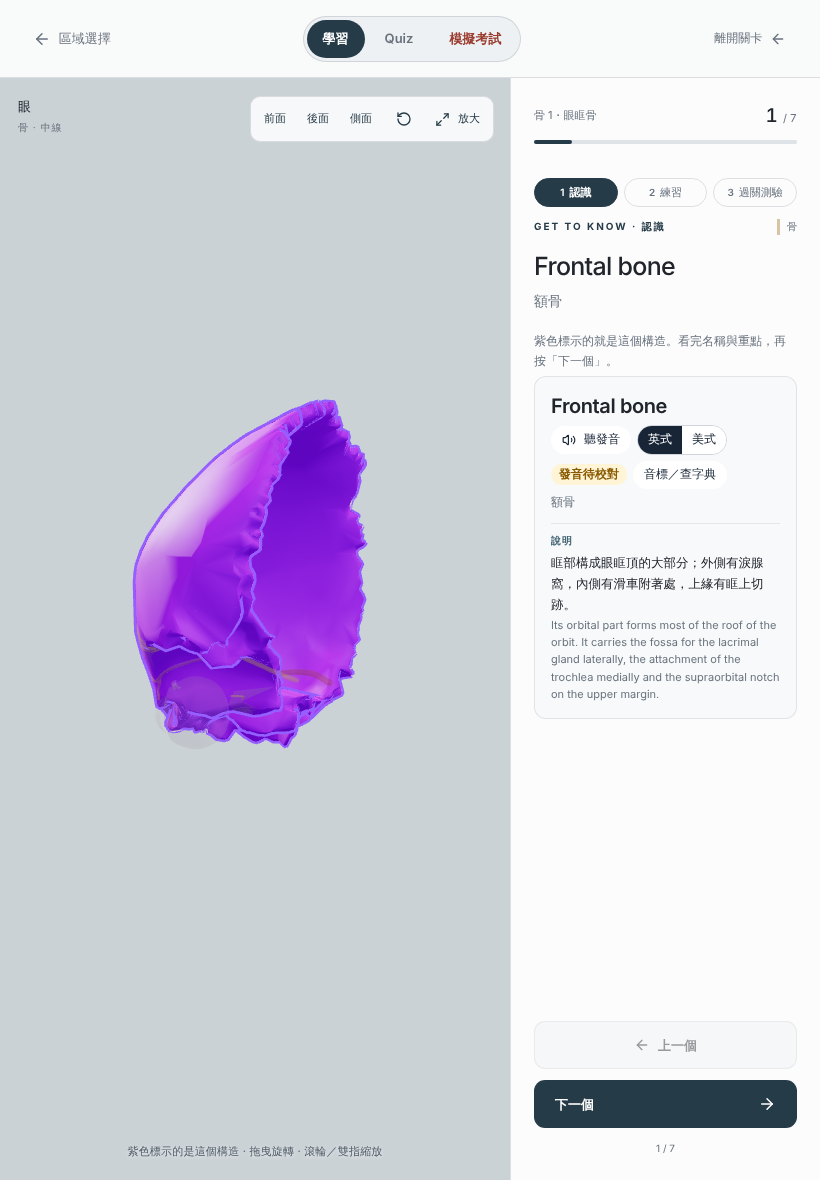 區域選擇
學習
Quiz
模擬考試
離開關卡
眼
骨 · 中線
前面
後面
側面
放大
骨 1 · 眼眶骨
1 / 7
1 認識
2 練習
3 過關測驗
GET TO KNOW · 認識
骨
Frontal bone
額骨
紫色標示的就是這個構造。看完名稱與重點，再
按「下一個」。
Frontal bone
聽發音
英式
美式
發音待校對
音標／查字典
額骨
說明
眶部構成眼眶頂的大部分；外側有淚腺
窩，內側有滑車附著處，上緣有眶上切
跡。
Its orbital part forms most of the roof of the
orbit. It carries the fossa for the lacrimal
gland laterally, the attachment of the
trochlea medially and the supraorbital notch
on the upper margin.
上一個
下一個
1 / 7
紫色標示的是這個構造 · 拖曳旋轉 · 滾輪／雙指縮放